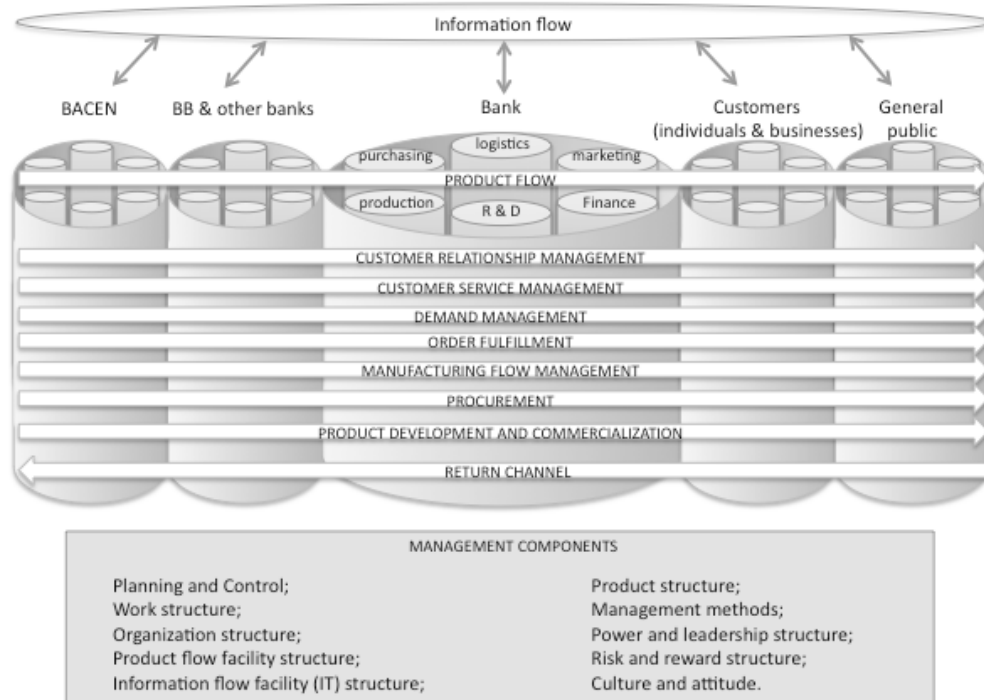 Information flow
BACEN
BB & other banks
Bank
Customers
(individuals & businesses)
General
public
purchasing
logistics
marketing
PRODUCT FLOW
production
R & D
Finance
CUSTOMER RELATIONSHIP MANAGEMENT
CUSTOMER SERVICE MANAGEMENT
DEMAND MANAGEMENT
ORDER FULFILLMENT
MANUFACTURING FLOW MANAGEMENT
PROCUREMENT
PRODUCT DEVELOPMENT AND COMMERCIALIZATION
RETURN CHANNEL
MANAGEMENT COMPONENTS
Planning and Control;
Work structure;
Organization structure;
Product flow facility structure;
Information flow facility (IT) structure;
Product structure;
Management methods;
Power and leadership structure;
Risk and reward structure;
Culture and attitude.